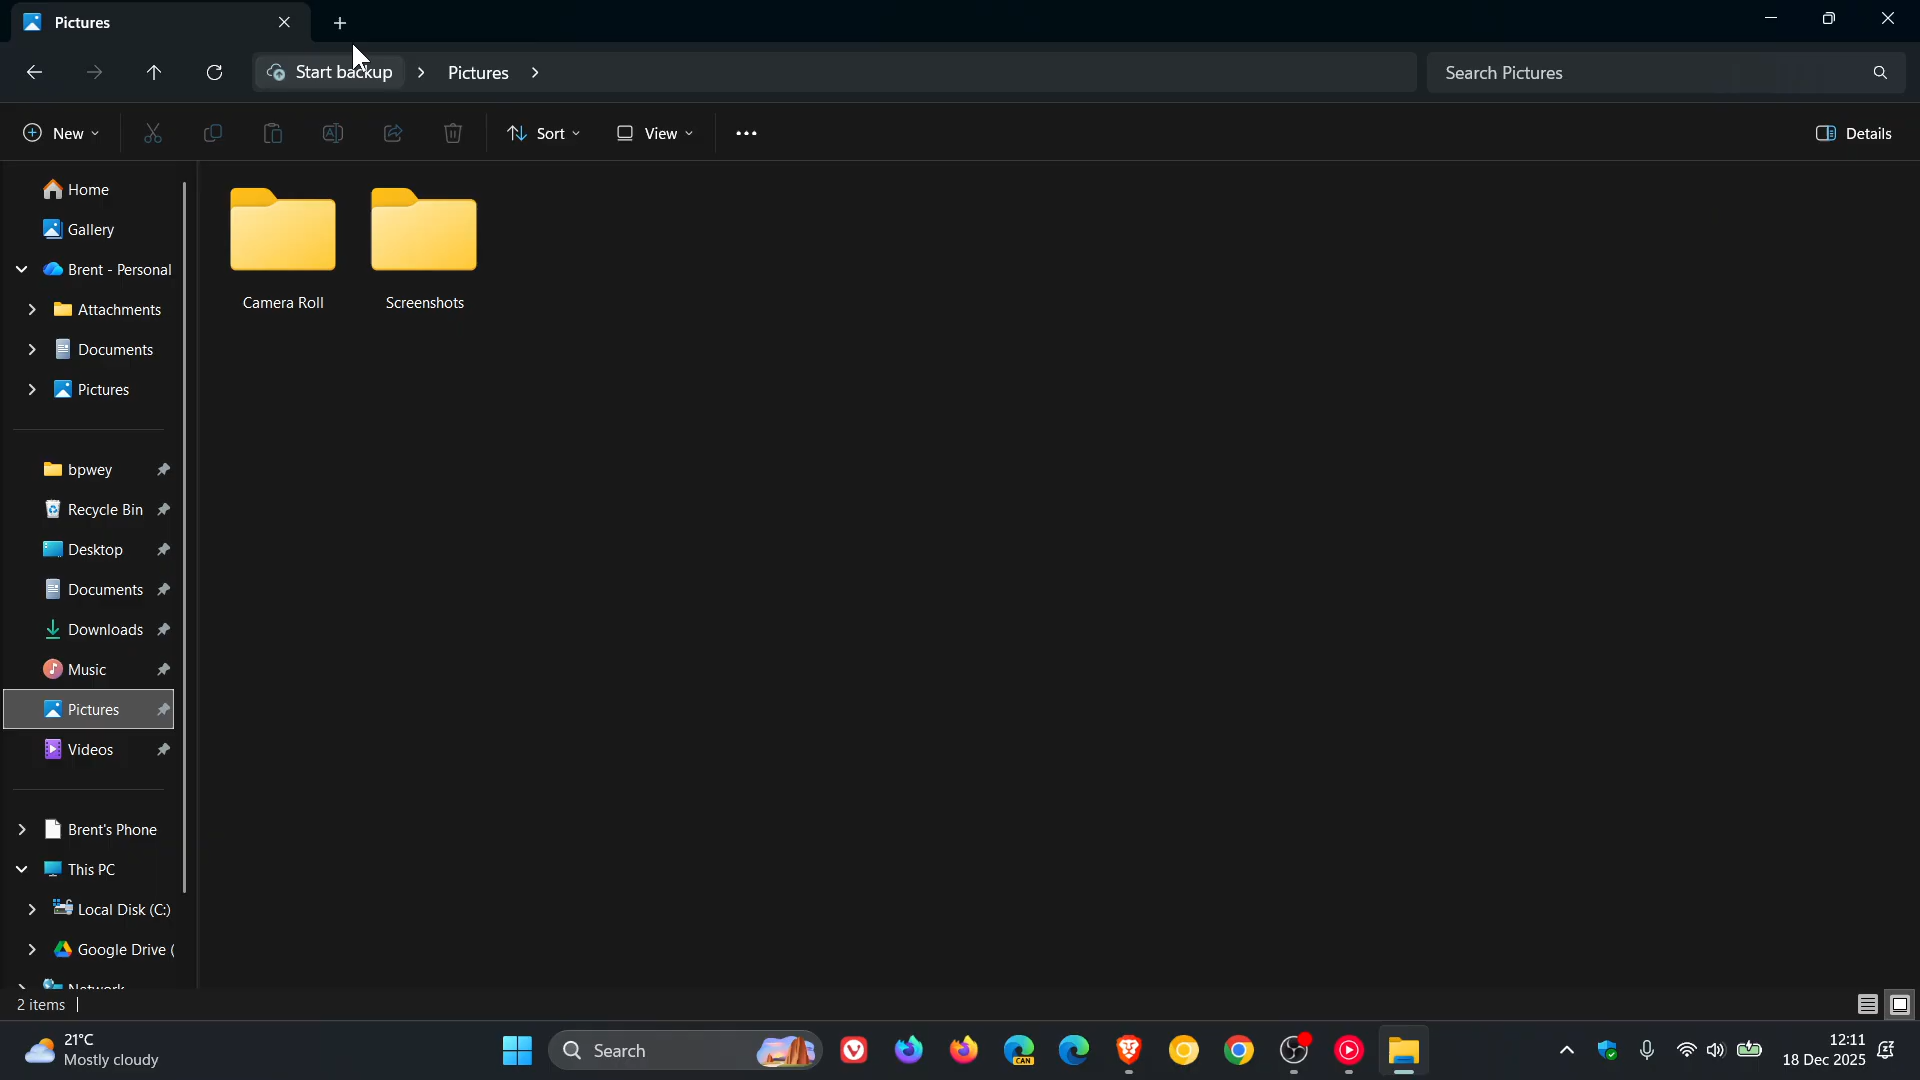 Pictures
Start backup
Pictures
Search Pictures
New
Sort
View
Details
Home
Gallery
Brent - Personal
Attachments
Documents
Pictures
bpwey
Recycle Bin
Desktop
Documents
Downloads
Music
Pictures
Videos
Brent's Phone
This PC
Local Disk (C:)
Google Drive (
Network
Camera Roll
Screenshots
2 items
21°C
Mostly cloudy
Search
CAN
12:11
18 Dec 2025